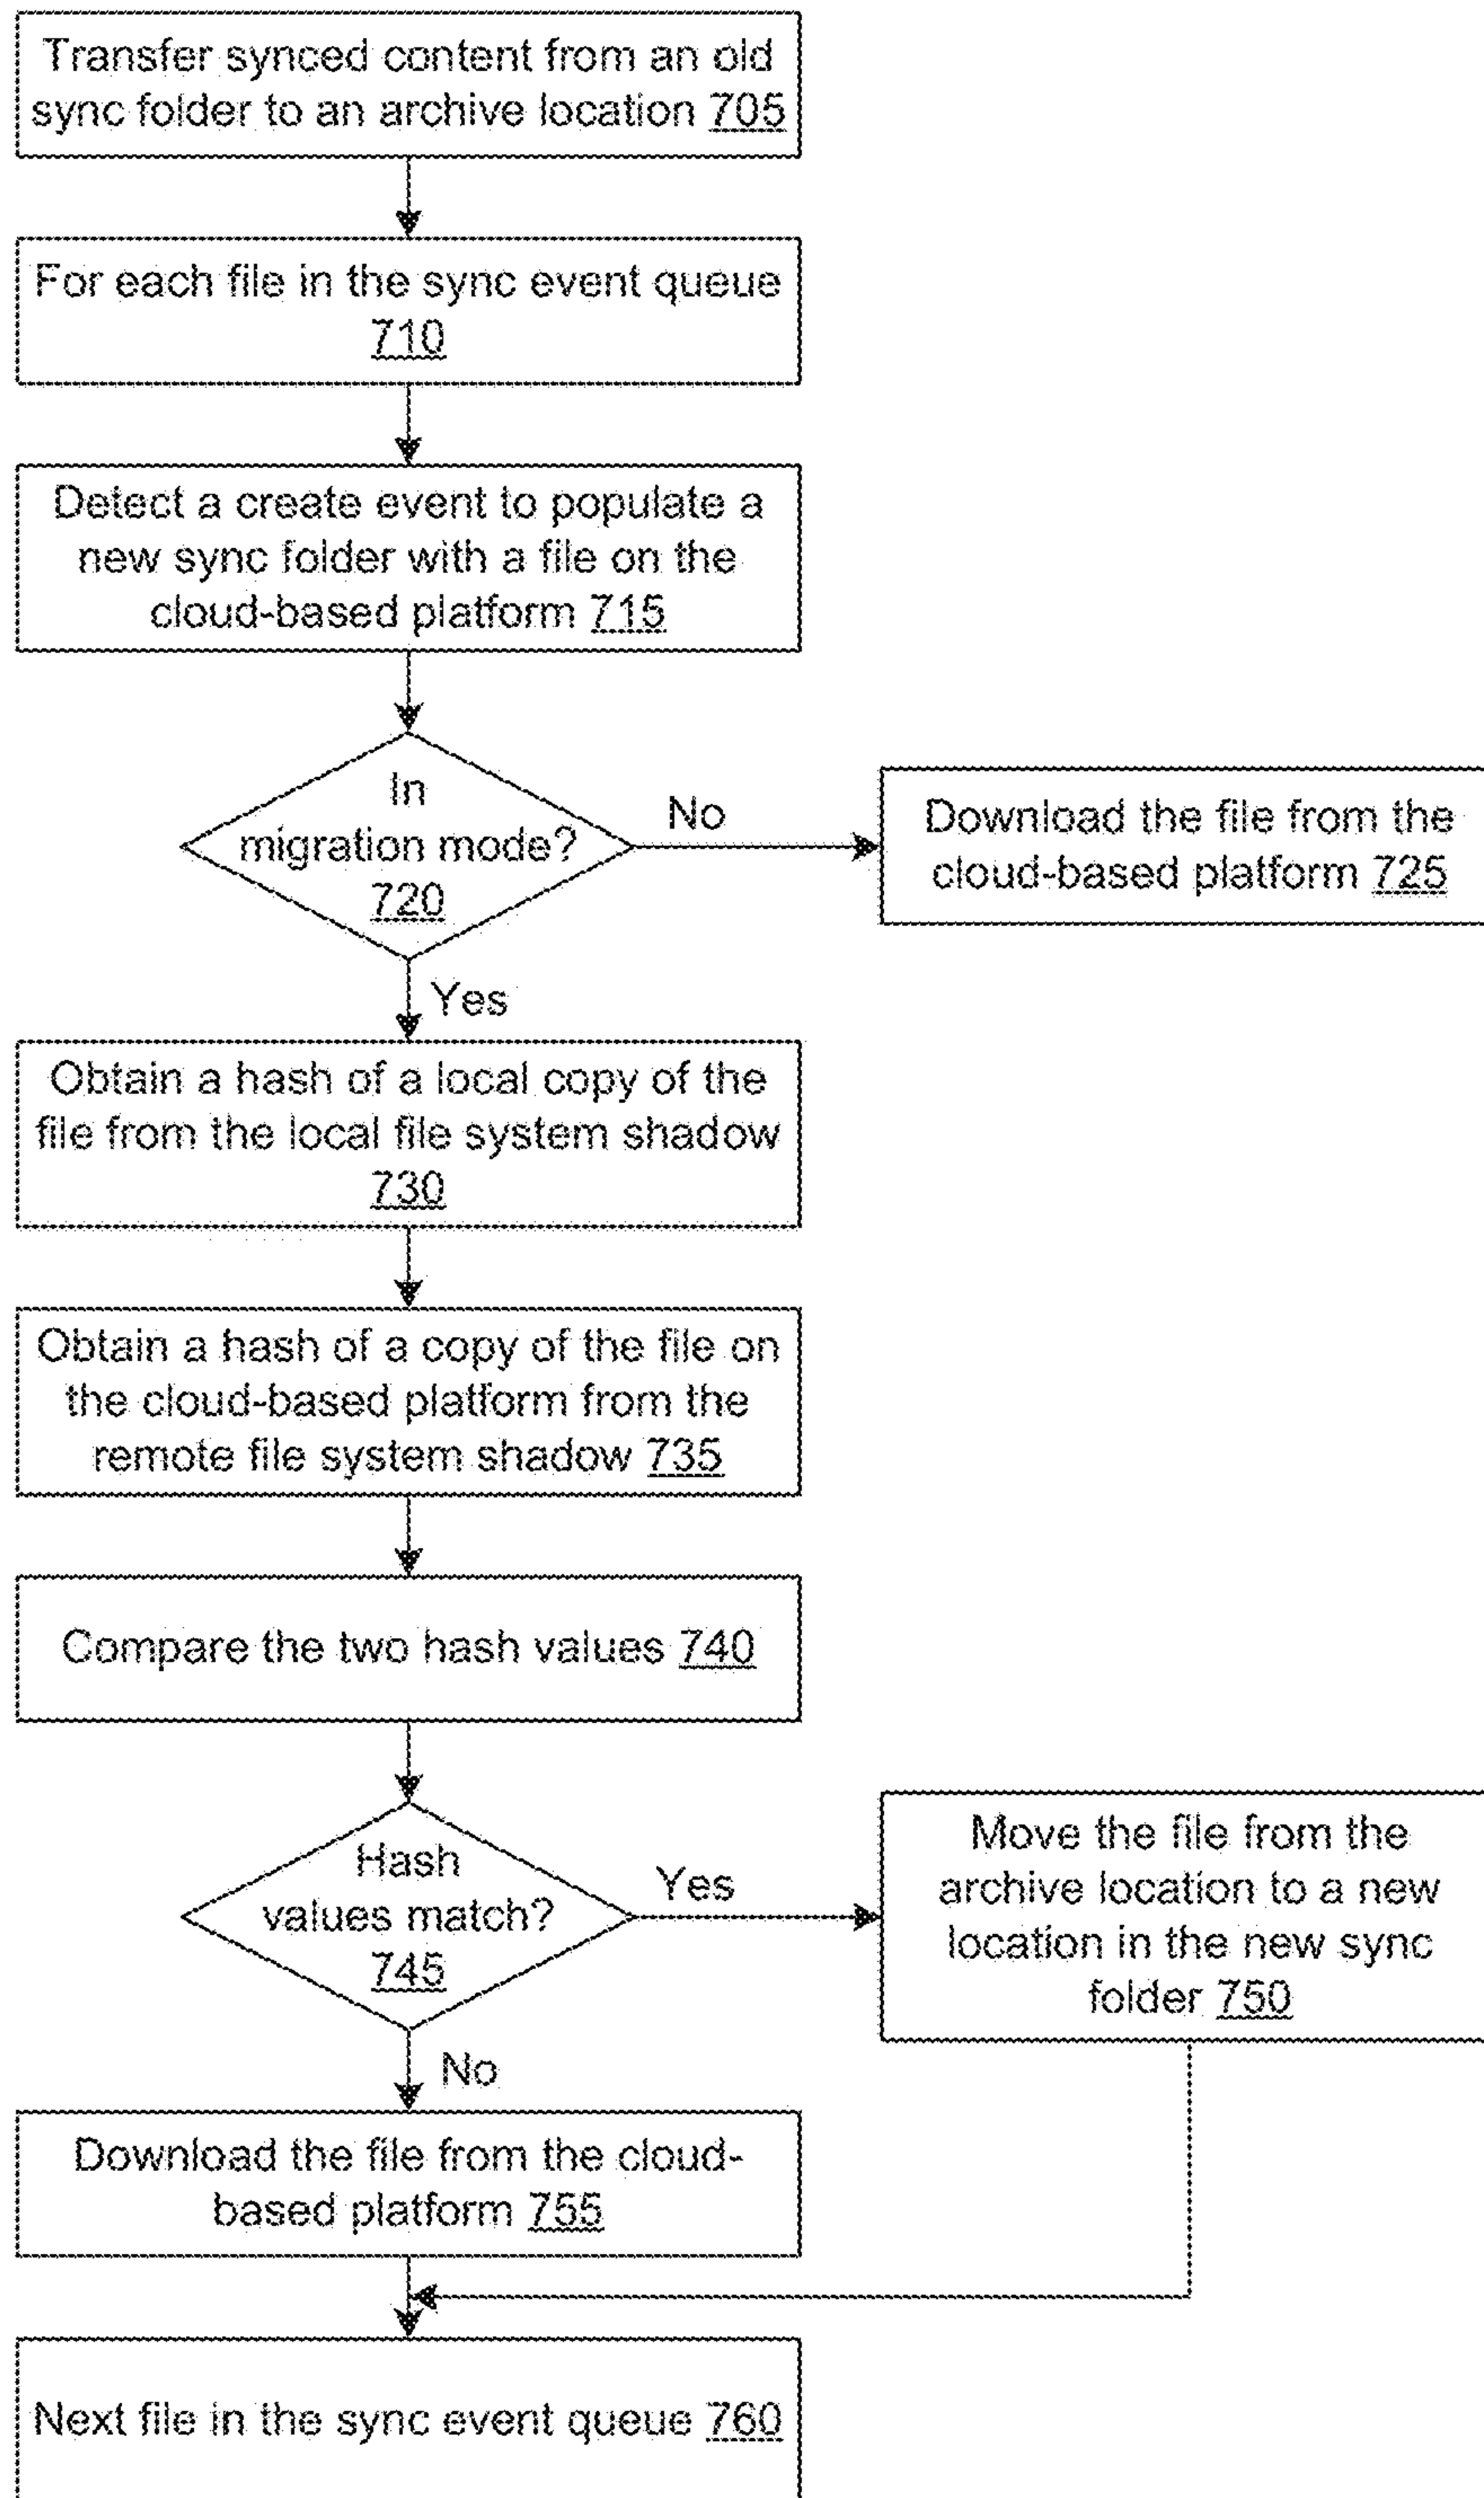 Transfer synced content from an old
sync folder to an archive location 705
For each file in the sync event queue
710
Detect a create event to populate a
new sync folder with a file on the
cloud-based platform 715
In
migration mode?
720
No
Download the file from the
cloud-based platform 725
Yes
Obtain a hash of a local copy of the
file from the local file system shadow
730
Obtain a hash of a copy of the file on
the cloud-based platform from the
remote file system shadow 735
Compare the two hash values 740
Hash
values match?
745
Yes
Move the file from the
archive location to a new
location in the new sync
folder 750
No
Download the file from the cloud-
based platform 755
Next file in the sync event queue 760